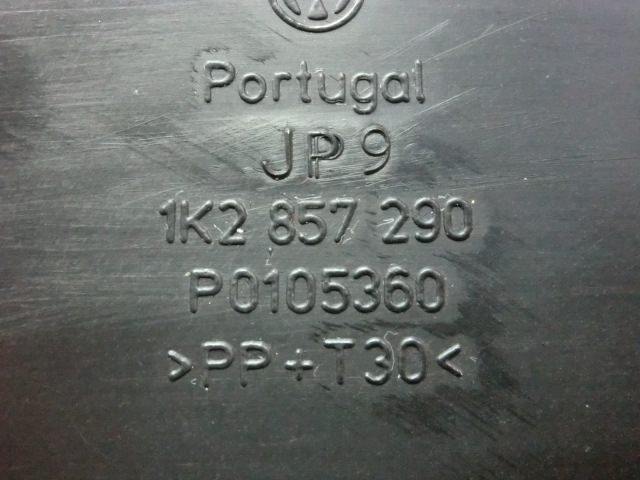 Portugal
JP9
1K2 857 290
P0105360
>PP+T30<